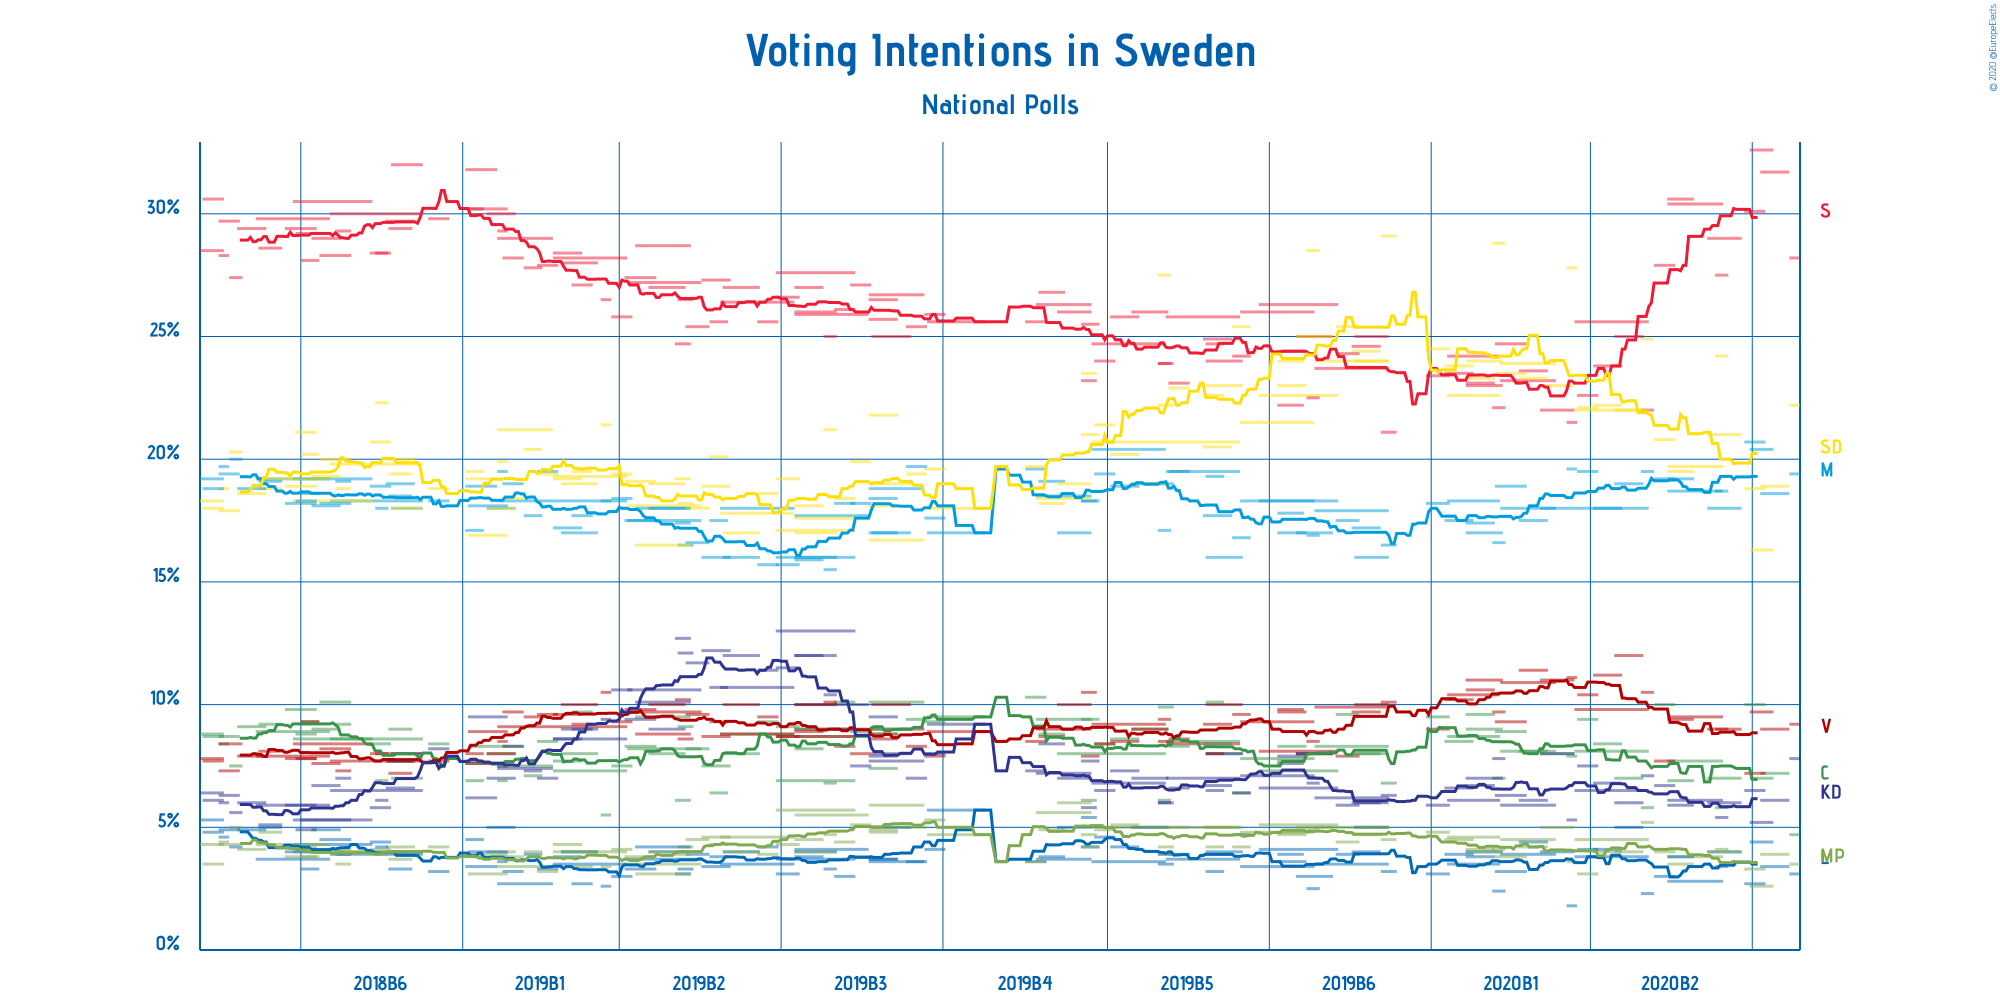 © 2020 @EuropeElects
Voting Intentions in Sweden
National Polls
30%
25%
20%
15%
10%
5%
0%
S
SD
M
V
C
KD
MP
2018B6
2019B1
2019B2
2019B3
2019B4
2019B5
2019B6
2020B1
2020B2